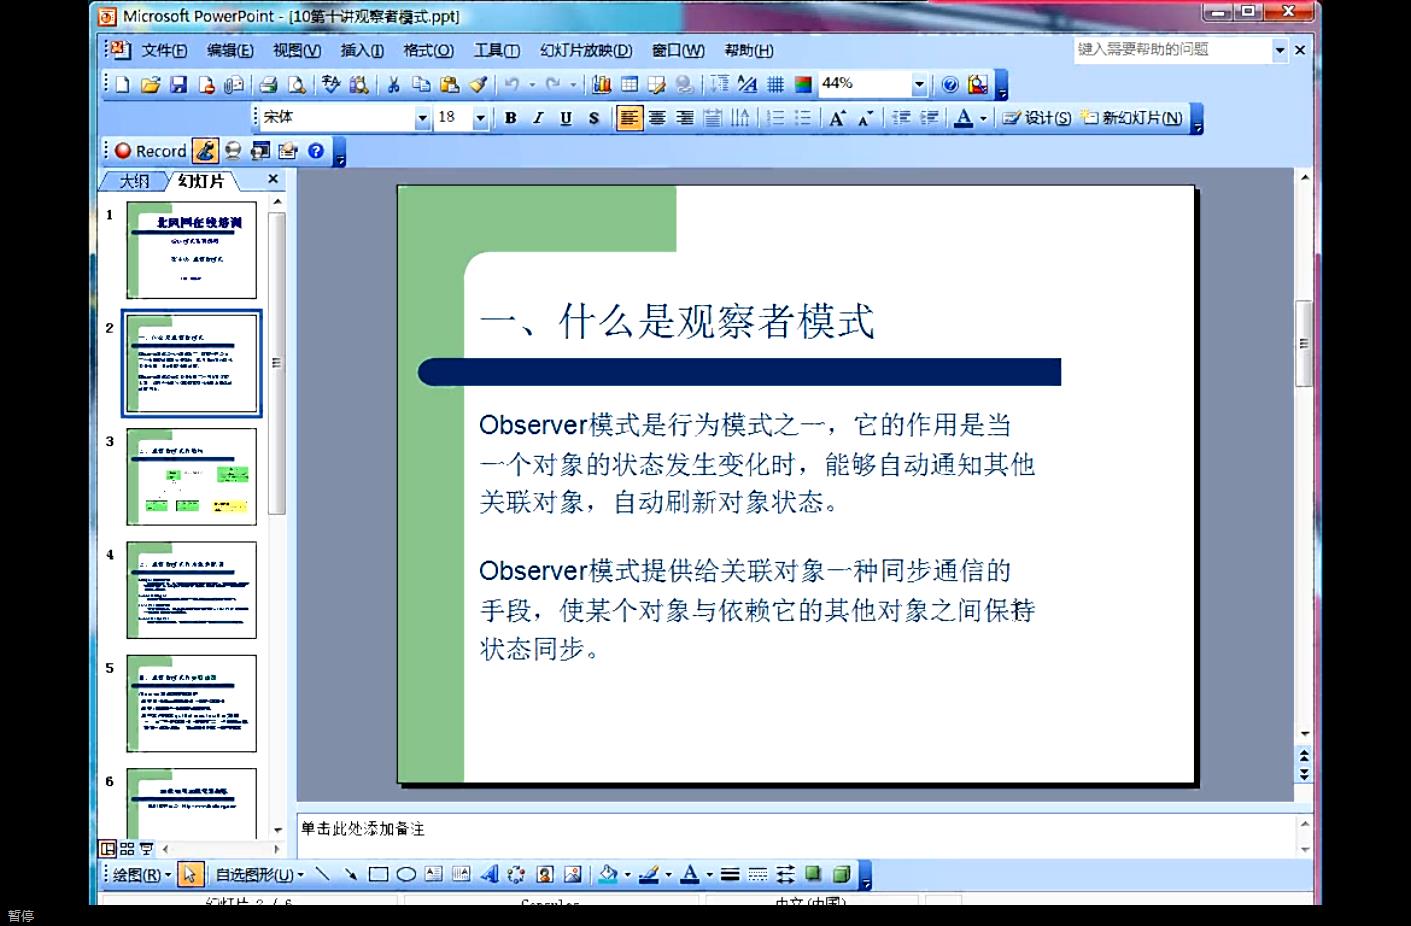 Microsoft PowerPoint - [10第十讲观察者模式.ppt]
文件(F) 编辑(E) 视图(V) 插入(I) 格式(O) 工具(T) 幻灯片放映(D) 窗口(W) 帮助(H) 键入需要帮助的问题
44%
宋体 18 B I U S 设计(S) 新幻灯片(N)
Record
大纲 幻灯片
1
北风网在线培训
2
3
4
5
6
一、什么是观察者模式
Observer模式是行为模式之一，它的作用是当
一个对象的状态发生变化时，能够自动通知其他
关联对象，自动刷新对象状态。
Observer模式提供给关联对象一种同步通信的
手段，使某个对象与依赖它的其他对象之间保持
状态同步。
单击此处添加备注
绘图(R) 自选图形(U)
幻灯片 2 / 6 Capsules 中文(中国)
暂停